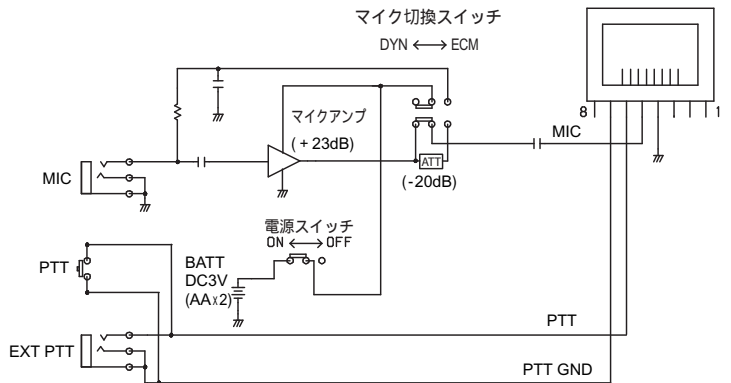 マイク切換スイッチ
DYN ⟷ ECM
8
1
マイクアンプ
(+23dB)
MIC
ATT
(-20dB)
MIC
電源スイッチ
ON ⟷ OFF
PTT
BATT
DC3V
(AAx2)
PTT
EXT PTT
PTT GND